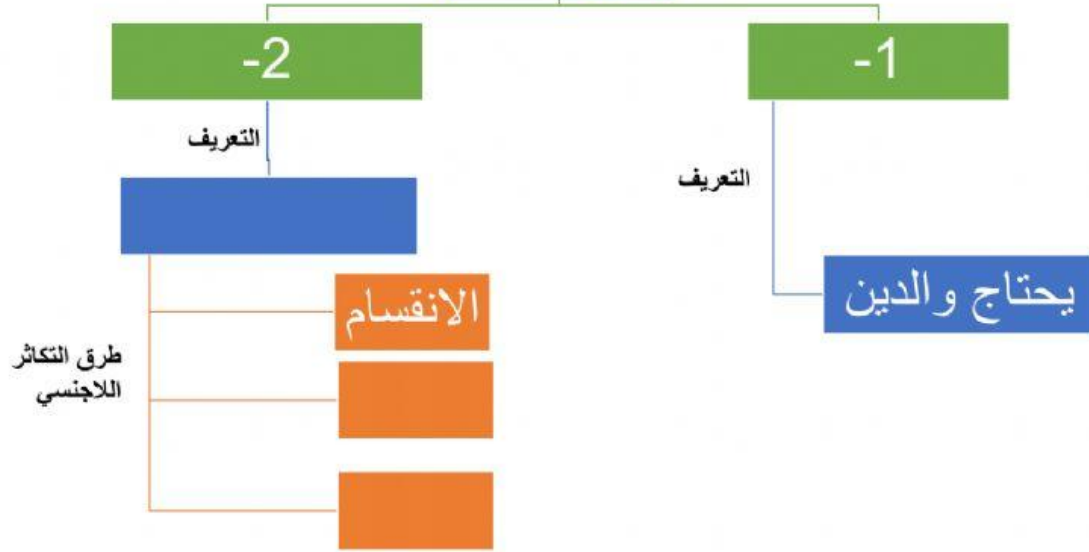 -1
-2
التعريف
التعريف
يحتاج والدين
الانقسام
طرق التكاثر
اللاجنسي